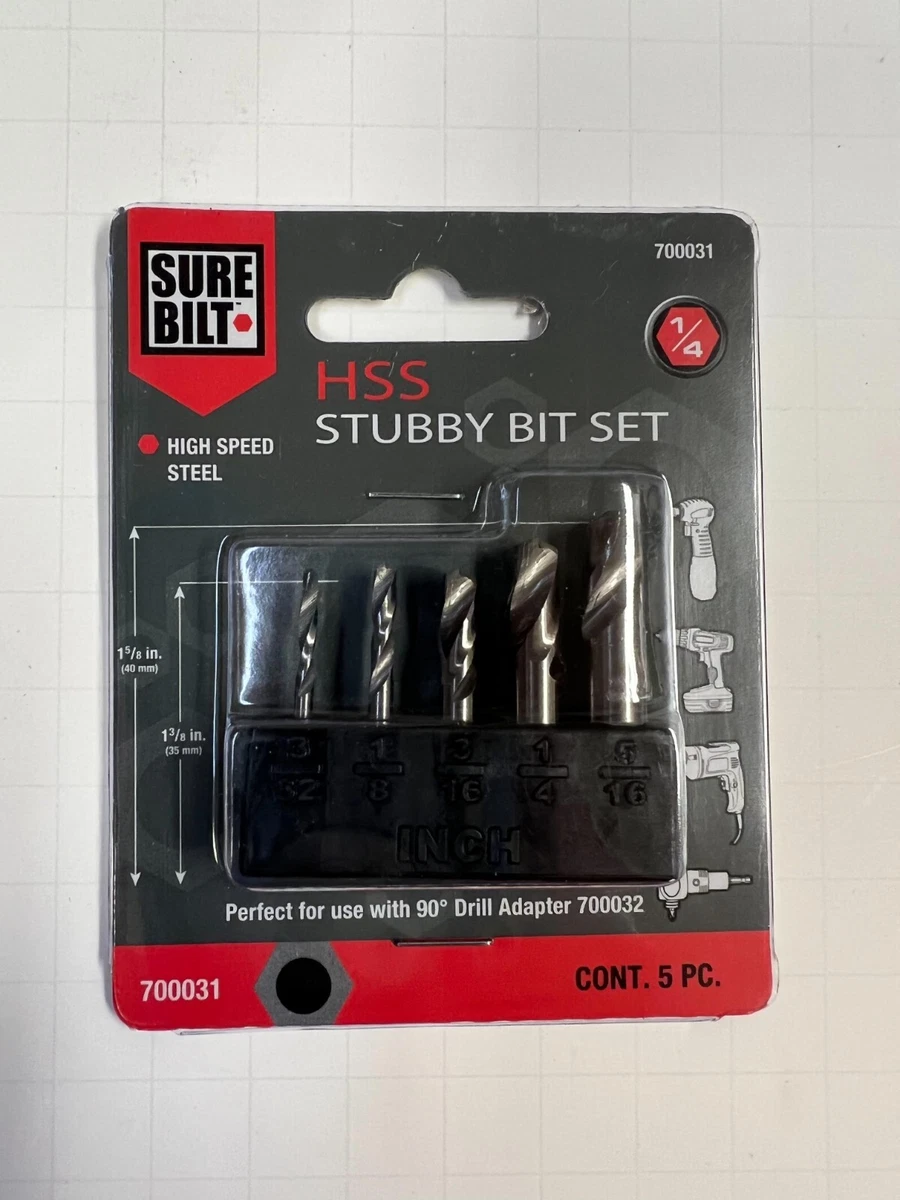 700031
SURE
BILT™
1/4
HSS
STUBBY BIT SET
HIGH SPEED
STEEL
1 5/8 in.
(40 mm)
1 3/8 in.
(35 mm)
3/32 1/8 3/16 1/4 5/16
INCH
Perfect for use with 90° Drill Adapter 700032
700031
CONT. 5 PC.